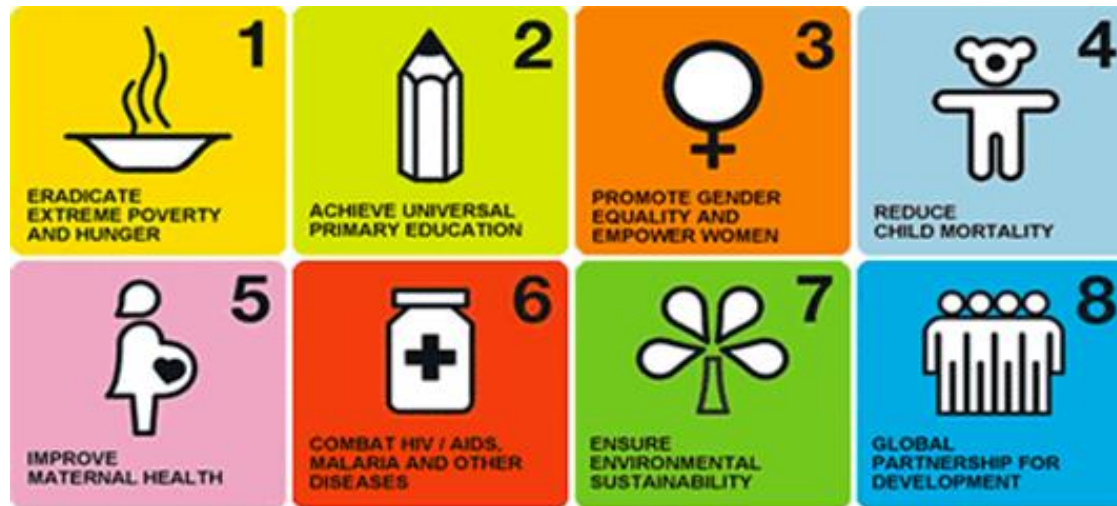 1
ERADICATE
EXTREME POVERTY
AND HUNGER
2
ACHIEVE UNIVERSAL
PRIMARY EDUCATION
3
PROMOTE GENDER
EQUALITY AND
EMPOWER WOMEN
4
REDUCE
CHILD MORTALITY
5
IMPROVE
MATERNAL HEALTH
6
COMBAT HIV / AIDS,
MALARIA AND OTHER
DISEASES
7
ENSURE
ENVIRONMENTAL
SUSTAINABILITY
8
GLOBAL
PARTNERSHIP FOR
DEVELOPMENT